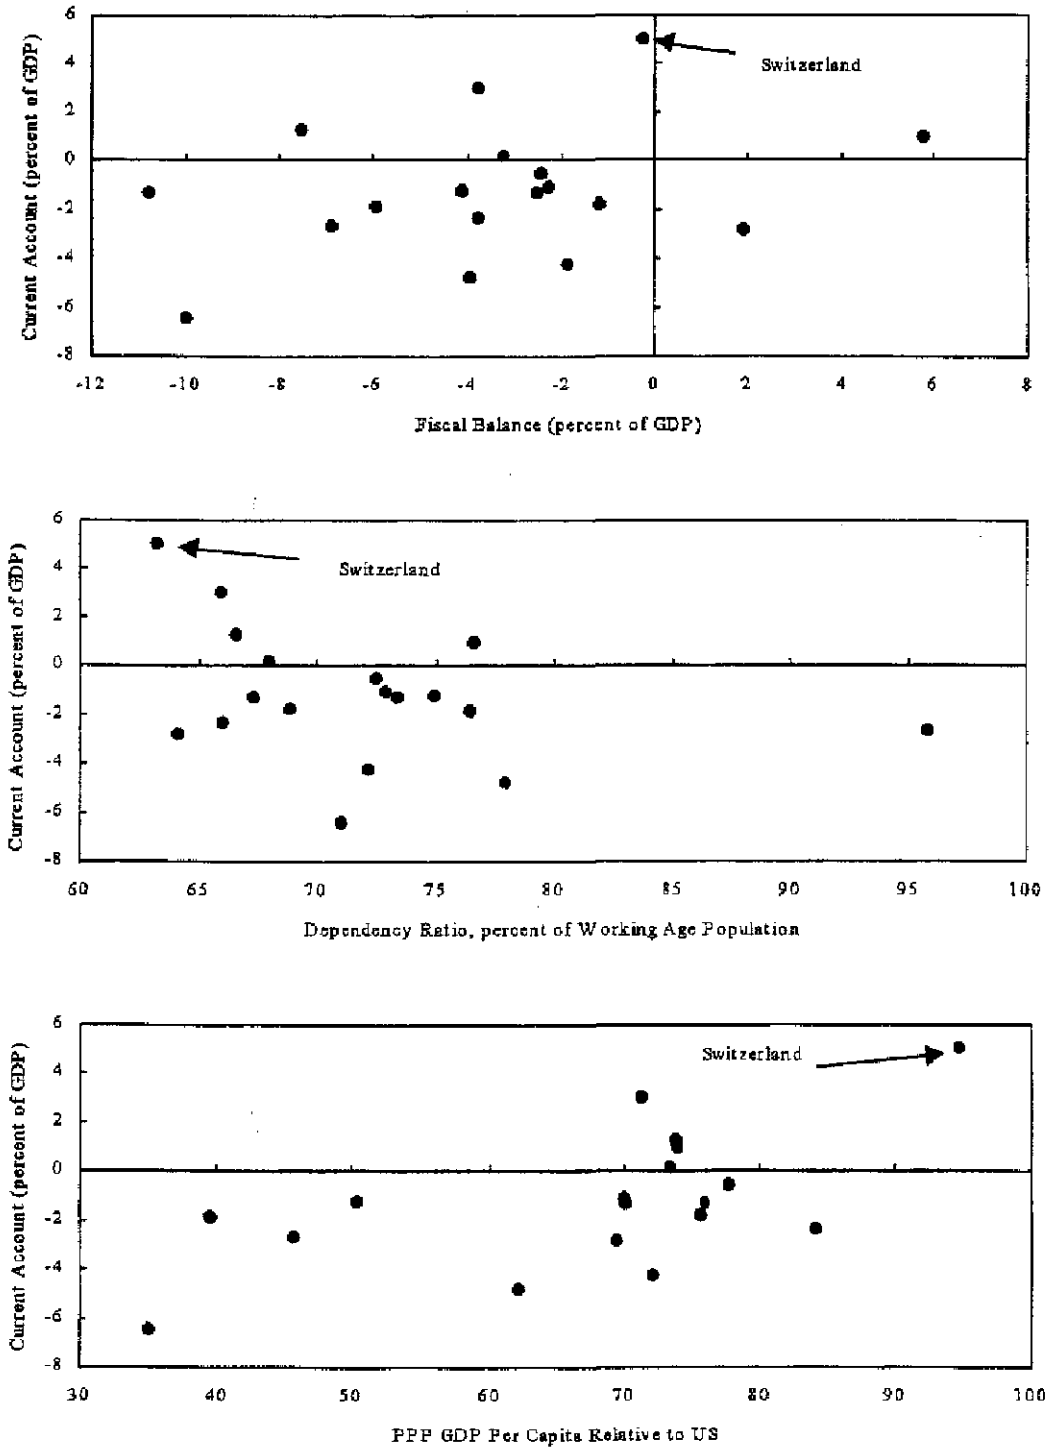 6
4
2
0
-2
-4
-6
-8
Current Account (percent of GDP)
Switzerland
-12 -10 -8 -6 -4 -2 0 2 4 6 8
Fiscal Balance (percent of GDP)
6
4
2
0
-2
-4
-6
-8
Current Account (percent of GDP)
Switzerland
60 65 70 75 80 85 90 95 100
Dependency Ratio, percent of Working Age Population
6
4
2
0
-2
-4
-6
-8
Current Account (percent of GDP)
Switzerland
30 40 50 60 70 80 90 100
PPP GDP Per Capita Relative to US